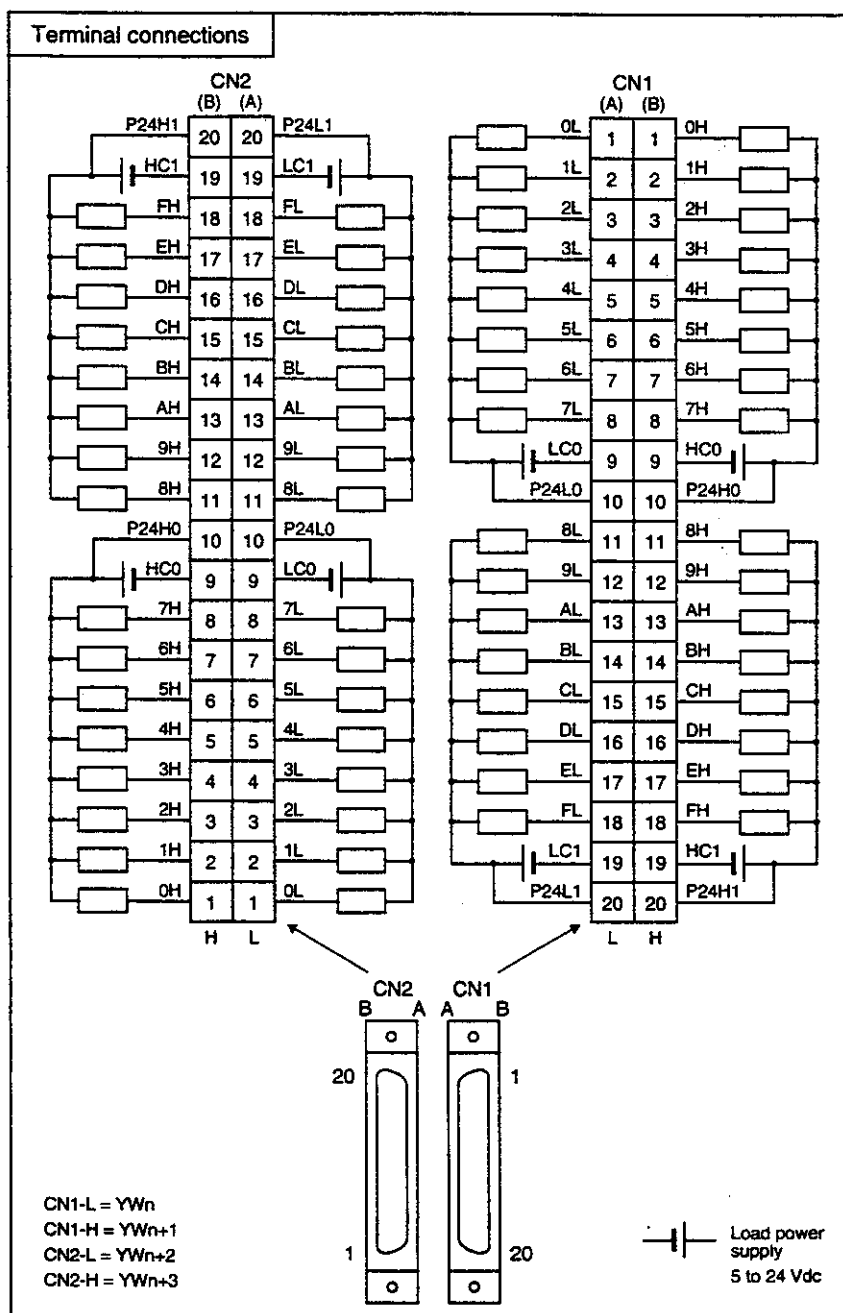 Terminal connections
CN2 CN1
(B) (A) (A) (B)
P24H1 20 20 P24L1
HC1 19 19 LC1
FH 18 18 FL
EH 17 17 EL
DH 16 16 DL
CH 15 15 CL
BH 14 14 BL
AH 13 13 AL
9H 12 12 9L
8H 11 11 8L
P24H0 10 10 P24L0
HC0 9 9 LC0
7H 8 8 7L
6H 7 7 6L
5H 6 6 5L
4H 5 5 4L
3H 4 4 3L
2H 3 3 2L
1H 2 2 1L
0H 1 1 0L
H L
0L 1 1 0H
1L 2 2 1H
2L 3 3 2H
3L 4 4 3H
4L 5 5 4H
5L 6 6 5H
6L 7 7 6H
7L 8 8 7H
LC0 9 9 HC0
P24L0 10 10 P24H0
8L 11 11 8H
9L 12 12 9H
AL 13 13 AH
BL 14 14 BH
CL 15 15 CH
DL 16 16 DH
EL 17 17 EH
FL 18 18 FH
LC1 19 19 HC1
P24L1 20 20 P24H1
L H
CN2 CN1
B A A B
20 1
1 20
CN1-L = YWn
CN1-H = YWn+1
CN2-L = YWn+2
CN2-H = YWn+3
Load power
supply
5 to 24 Vdc